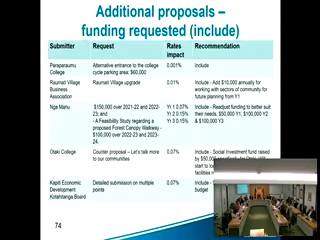 Additional proposals –
funding requested (include)
Submitter Request Rates impact Recommendation
Paraparaumu College Alternative entrance to the college cycle parking area: $60,000 0.001% Include
Raumati Village Business Association Raumati Village upgrade 0.01% Include - Add $10,000 annually for working with sectors of community for future planning from Y1
Nga Manu $150,000 over 2021-22 and 2022-23; and - A Feasibility Study regarding a proposed Forest Canopy Walkway - $100,000 over 2022-23 and 2023-24. Yr 1 0.07% Yr 2 0.15% Yr 3 0.15% Include - Readjust funding to better suit their needs, $50,000 Y1, $100,000 Y2 & $100,000 Y3
Otaki College Counter proposal – Let's talk more to our communities 0.07% Include - Social Investment fund raised by $50,000
start to lo
facilities
Kapiti Economic Development Kotahitanga Board Detailed submission on multiple points 0.07% Include -
budget
74